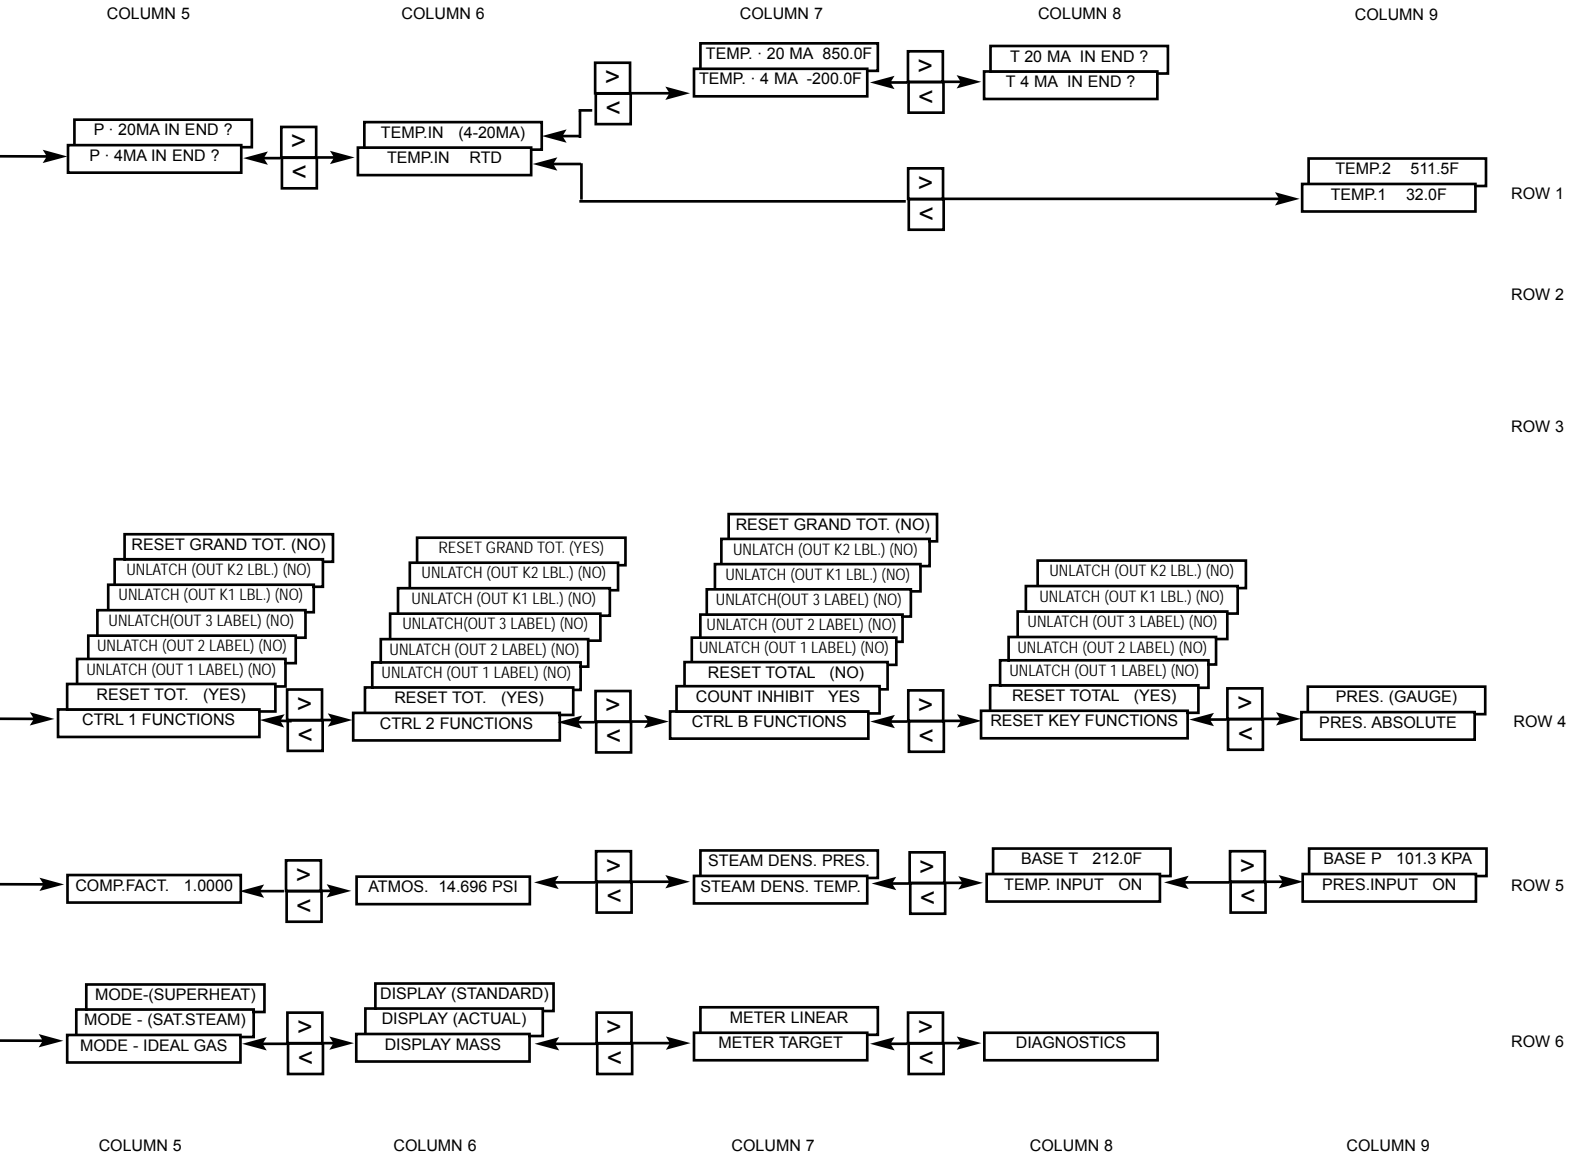 COLUMN 5 COLUMN 6 COLUMN 7 COLUMN 8 COLUMN 9
TEMP. · 20 MA 850.0F
TEMP. · 4 MA -200.0F
>
<
>
<
T 20 MA IN END ?
T 4 MA IN END ?
P · 20MA IN END ?
P · 4MA IN END ?
>
<
TEMP.IN (4-20MA)
TEMP.IN RTD
>
<
TEMP.2 511.5F
TEMP.1 32.0F
ROW 1
ROW 2
ROW 3
RESET GRAND TOT. (NO)
UNLATCH (OUT K2 LBL.) (NO)
UNLATCH (OUT K1 LBL.) (NO)
UNLATCH(OUT 3 LABEL) (NO)
UNLATCH (OUT 2 LABEL) (NO)
UNLATCH (OUT 1 LABEL) (NO)
RESET TOT. (YES)
CTRL 1 FUNCTIONS
>
<
RESET GRAND TOT. (YES)
UNLATCH (OUT K2 LBL.) (NO)
UNLATCH (OUT K1 LBL.) (NO)
UNLATCH(OUT 3 LABEL) (NO)
UNLATCH (OUT 2 LABEL) (NO)
UNLATCH (OUT 1 LABEL) (NO)
RESET TOT. (YES)
CTRL 2 FUNCTIONS
>
<
RESET GRAND TOT. (NO)
UNLATCH (OUT K2 LBL.) (NO)
UNLATCH (OUT K1 LBL.) (NO)
UNLATCH(OUT 3 LABEL) (NO)
UNLATCH (OUT 2 LABEL) (NO)
UNLATCH (OUT 1 LABEL) (NO)
RESET TOTAL (NO)
COUNT INHIBIT YES
CTRL B FUNCTIONS
>
<
UNLATCH (OUT K2 LBL.) (NO)
UNLATCH (OUT K1 LBL.) (NO)
UNLATCH (OUT 3 LABEL) (NO)
UNLATCH (OUT 2 LABEL) (NO)
UNLATCH (OUT 1 LABEL) (NO)
RESET TOTAL (YES)
RESET KEY FUNCTIONS
>
<
PRES. (GAUGE)
PRES. ABSOLUTE
ROW 4
COMP.FACT. 1.0000
>
<
ATMOS. 14.696 PSI
>
<
STEAM DENS. PRES.
STEAM DENS. TEMP.
>
<
BASE T 212.0F
TEMP. INPUT ON
>
<
BASE P 101.3 KPA
PRES.INPUT ON
ROW 5
MODE-(SUPERHEAT)
MODE - (SAT.STEAM)
MODE - IDEAL GAS
>
<
DISPLAY (STANDARD)
DISPLAY (ACTUAL)
DISPLAY MASS
>
<
METER LINEAR
METER TARGET
>
<
DIAGNOSTICS
ROW 6
COLUMN 5 COLUMN 6 COLUMN 7 COLUMN 8 COLUMN 9